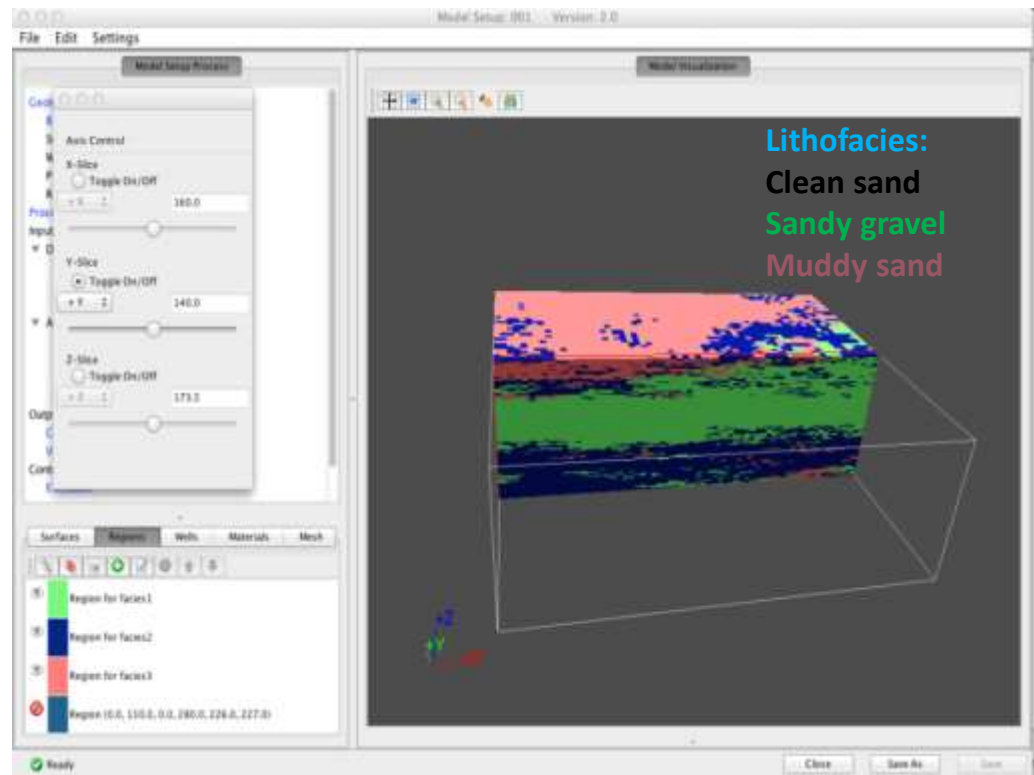 Model Setup: 001 Version: 2.0
File Edit Settings
Model Setup Process
Model Visualization
Axis Control
X-Slice
Toggle On/Off
+ X
160.0
Y-Slice
Toggle On/Off
+ Y
140.0
Z-Slice
Toggle On/Off
173.5
Surfaces Regions Wells Materials Mesh
Region for facies1
Region for facies2
Region for facies3
Region (0.0, 110.0, 0.0, 280.0, 226.0, 227.0)
Lithofacies:
Clean sand
Sandy gravel
Muddy sand
+Z
+Y
Ready
Close Save As Save